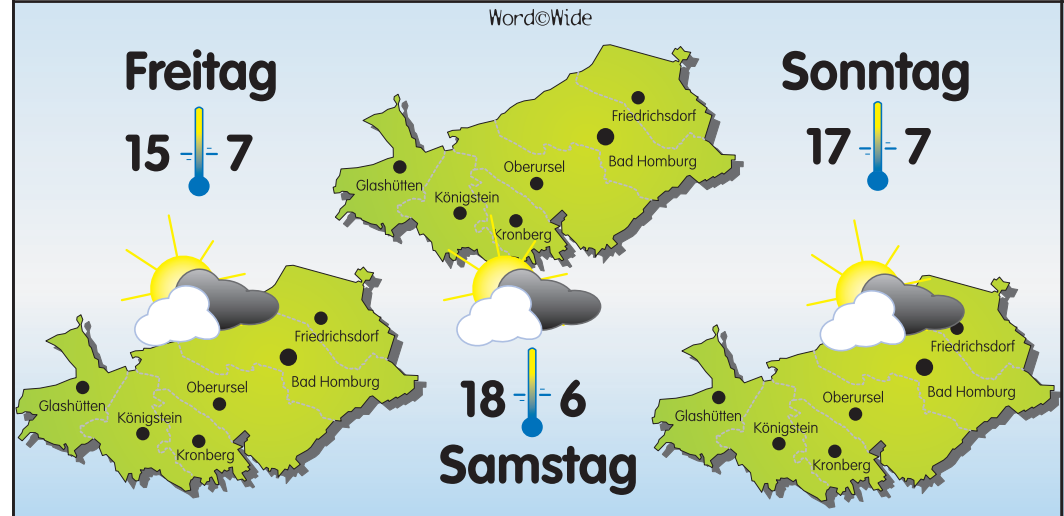 Word©Wide
Freitag
15 7
Friedrichsdorf
Bad Homburg
Oberursel
Glashütten
Königstein
Kronberg
Sonntag
17 7
Friedrichsdorf
Bad Homburg
Oberursel
Glashütten
Königstein
Kronberg
18 6
Samstag
Friedrichsdorf
Bad Homburg
Oberursel
Glashütten
Königstein
Kronberg